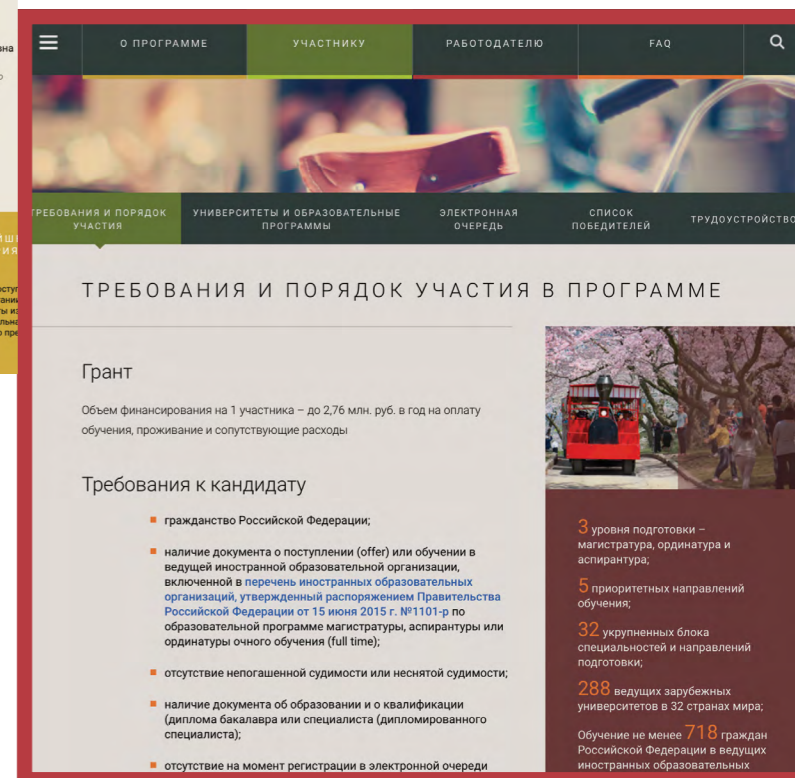 О ПРОГРАММЕ
УЧАСТНИКУ
РАБОТОДАТЕЛЮ
FAQ
ТРЕБОВАНИЯ И ПОРЯДОК
УЧАСТИЯ
УНИВЕРСИТЕТЫ И ОБРАЗОВАТЕЛЬНЫЕ
ПРОГРАММЫ
ЭЛЕКТРОННАЯ
ОЧЕРЕДЬ
СПИСОК
ПОБЕДИТЕЛЕЙ
ТРУДОУСТРОЙСТВО
ТРЕБОВАНИЯ И ПОРЯДОК УЧАСТИЯ В ПРОГРАММЕ
Грант
Объем финансирования на 1 участника – до 2,76 млн. руб. в год на оплату
обучения, проживание и сопутствующие расходы
Требования к кандидату
гражданство Российской Федерации;
наличие документа о поступлении (offer) или обучении в
ведущей иностранной образовательной организации,
включенной в перечень иностранных образовательных
организаций, утвержденный распоряжением Правительства
Российской Федерации от 15 июня 2015 г. №1101-р по
образовательной программе магистратуры, аспирантуры или
ординатуры очного обучения (full time);
отсутствие непогашенной судимости или неснятой судимости;
наличие документа об образовании и о квалификации
(диплома бакалавра или специалиста (дипломированного
специалиста);
отсутствие на момент регистрации в электронной очереди
3 уровня подготовки –
магистратура, ординатура и
аспирантура;
5 приоритетных направлений
обучения;
32 укрупненных блока
специальностей и направлений
подготовки;
288 ведущих зарубежных
университетов в 32 странах мира;
Обучение не менее 718 граждан
Российской Федерации в ведущих
иностранных образовательных